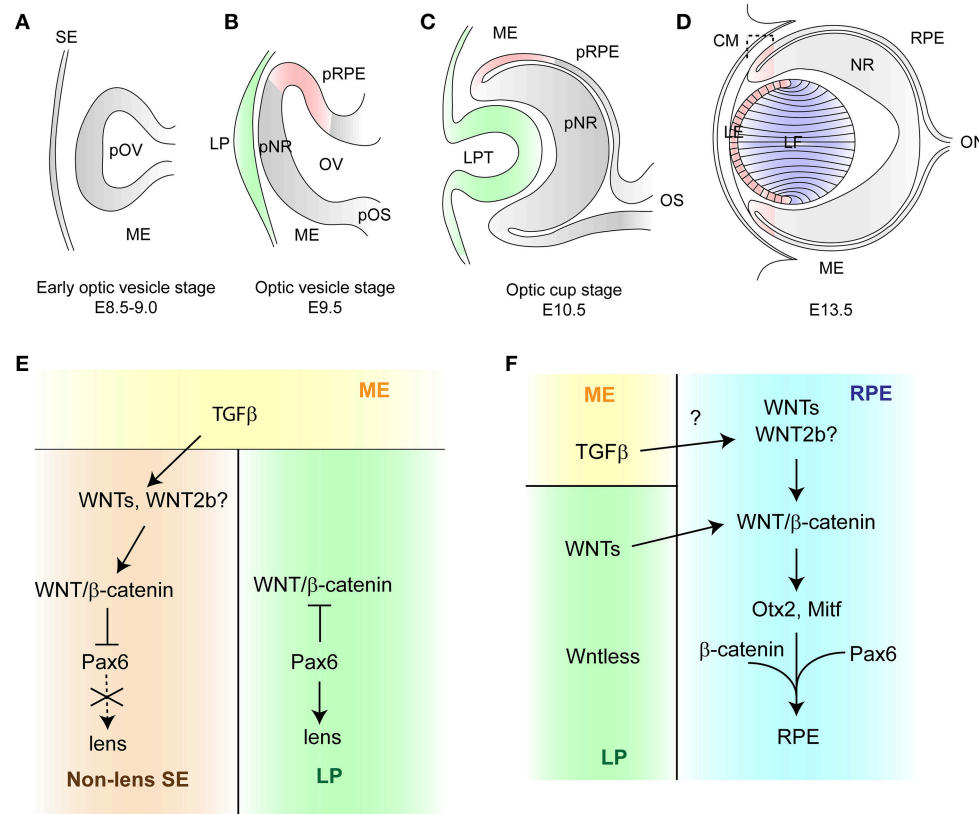 A
SE
pOV
ME
Early optic vesicle stage
E8.5-9.0
B
pRPE
LP
pNR
OV
pOS
ME
Optic vesicle stage
E9.5
C
ME
pRPE
pNR
LPT
OS
Optic cup stage
E10.5
D
CM
RPE
NR
LE
LF
ON
ME
E13.5
E
ME
TGFβ
WNTs, WNT2b?
WNT/β-catenin
Pax6
lens
Non-lens SE
WNT/β-catenin
Pax6
lens
LP
F
ME
TGFβ
?
WNTs
Wntless
LP
RPE
WNTs
WNT2b?
WNT/β-catenin
Otx2, Mitf
β-catenin
Pax6
RPE